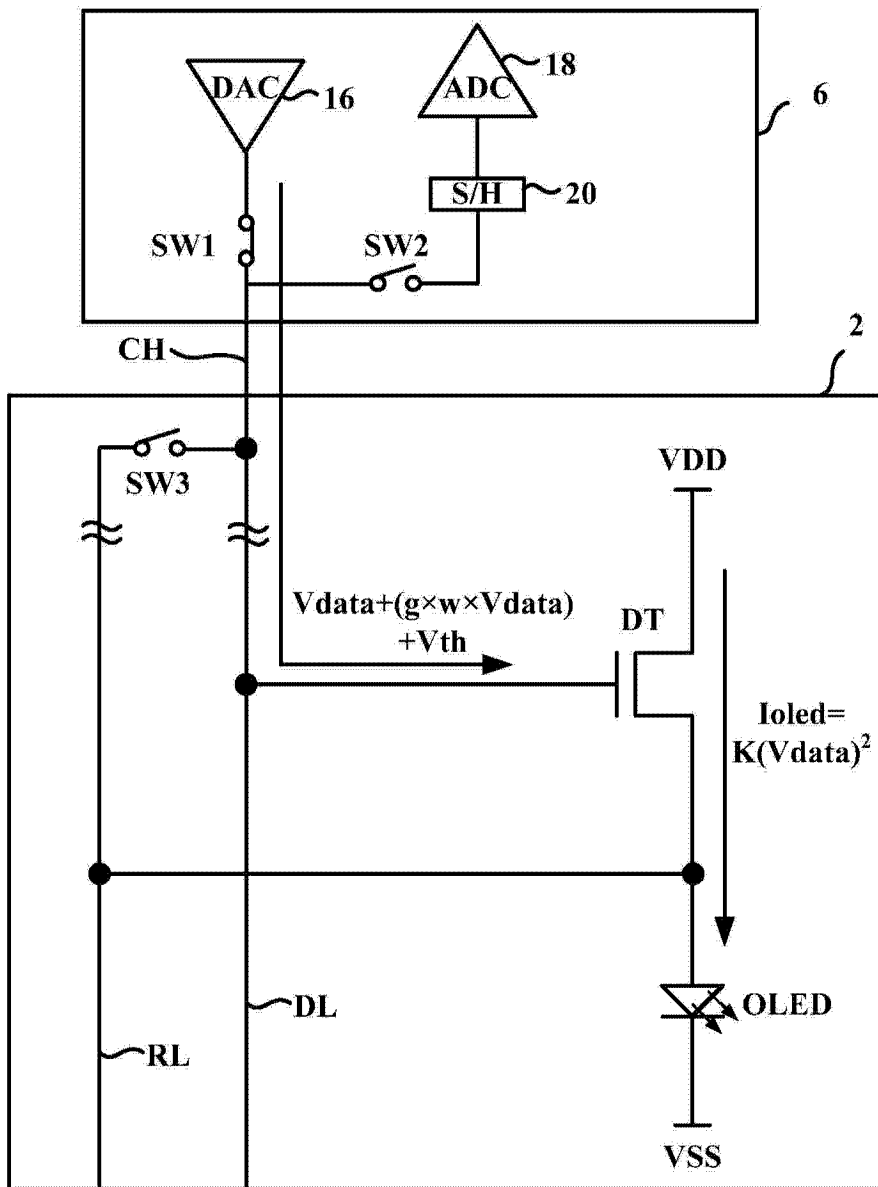 DAC
16
ADC
18
6
S/H
20
SW1
SW2
CH
2
SW3
VDD
Vdata+(g×w×Vdata)
+Vth
DT
Ioled=
K(Vdata)²
DL
OLED
RL
VSS